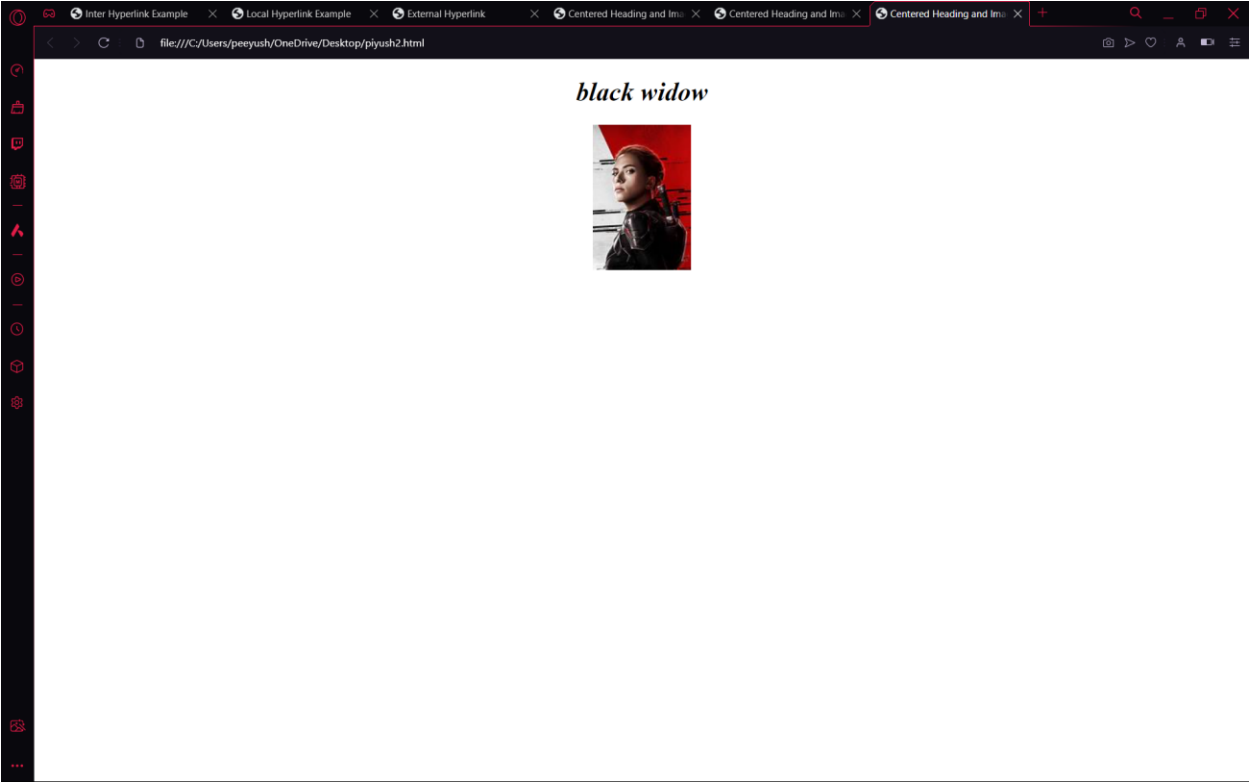 Inter Hyperlink Example
Local Hyperlink Example
External Hyperlink
Centered Heading and Ima
Centered Heading and Ima
Centered Heading and Ima
file:///C:/Users/peeyush/OneDrive/Desktop/piyush2.html
black widow